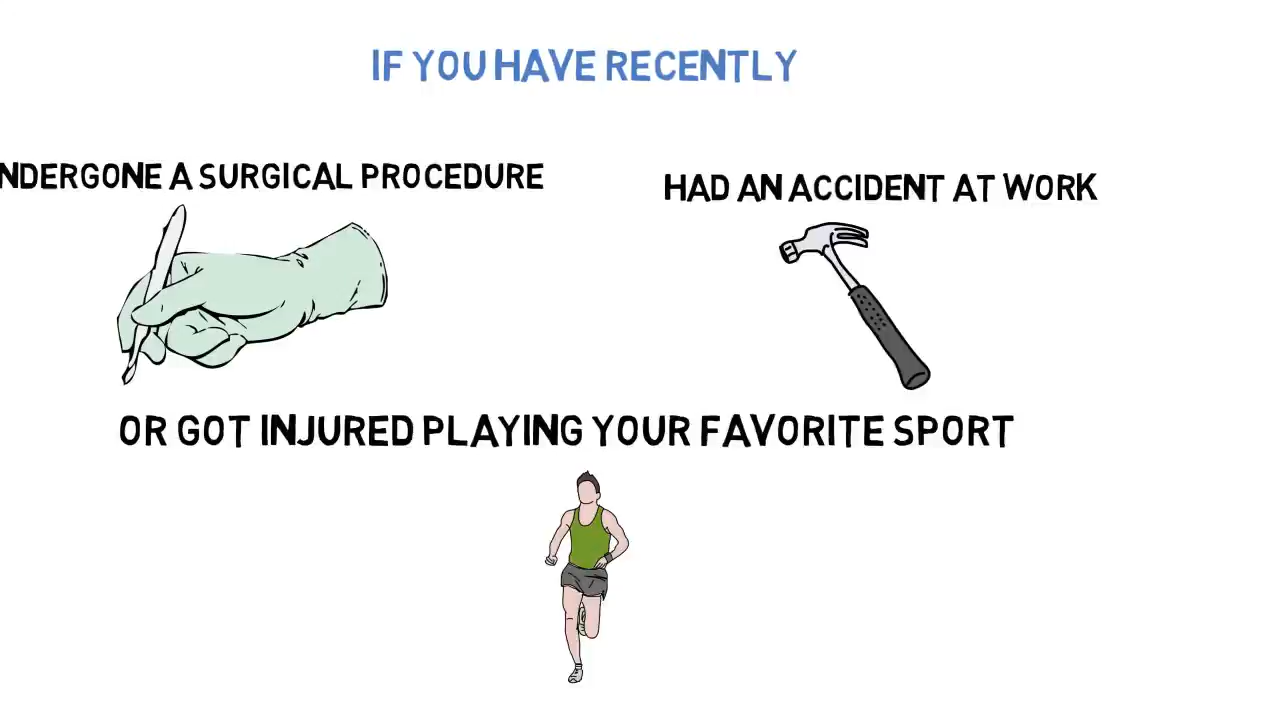 IF YOU HAVE RECENTLY
NDERGONE A SURGICAL PROCEDURE
HAD AN ACCIDENT AT WORK
OR GOT INJURED PLAYING YOUR FAVORITE SPORT